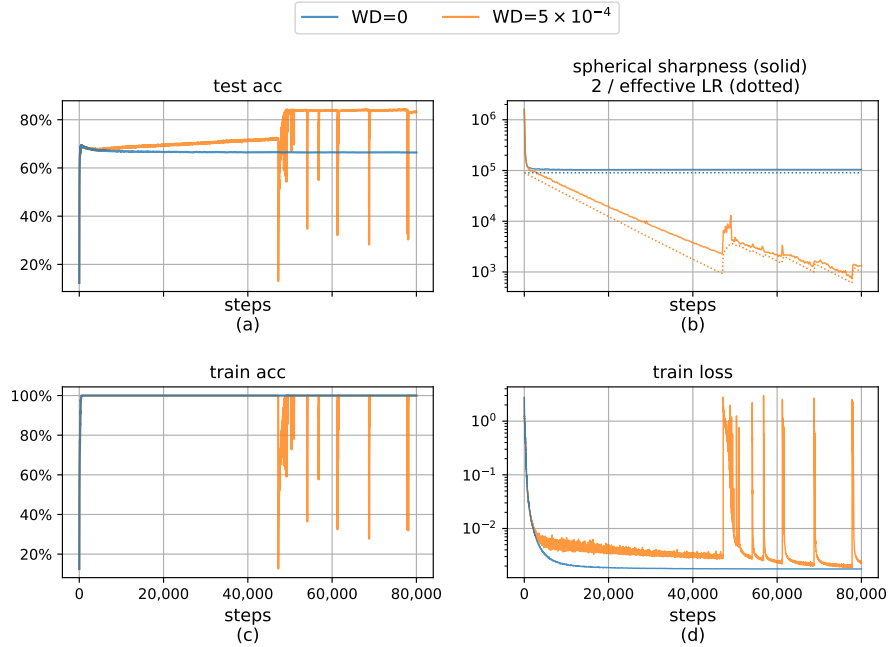 WD=0
WD=5 × 10⁻⁴
test acc
80%
60%
40%
20%
steps
(a)
spherical sharpness (solid)
2 / effective LR (dotted)
10⁶
10⁵
10⁴
10³
steps
(b)
train acc
100%
80%
60%
40%
20%
0
20,000
40,000
60,000
80,000
steps
(c)
train loss
10⁰
10⁻¹
10⁻²
0
20,000
40,000
60,000
80,000
steps
(d)